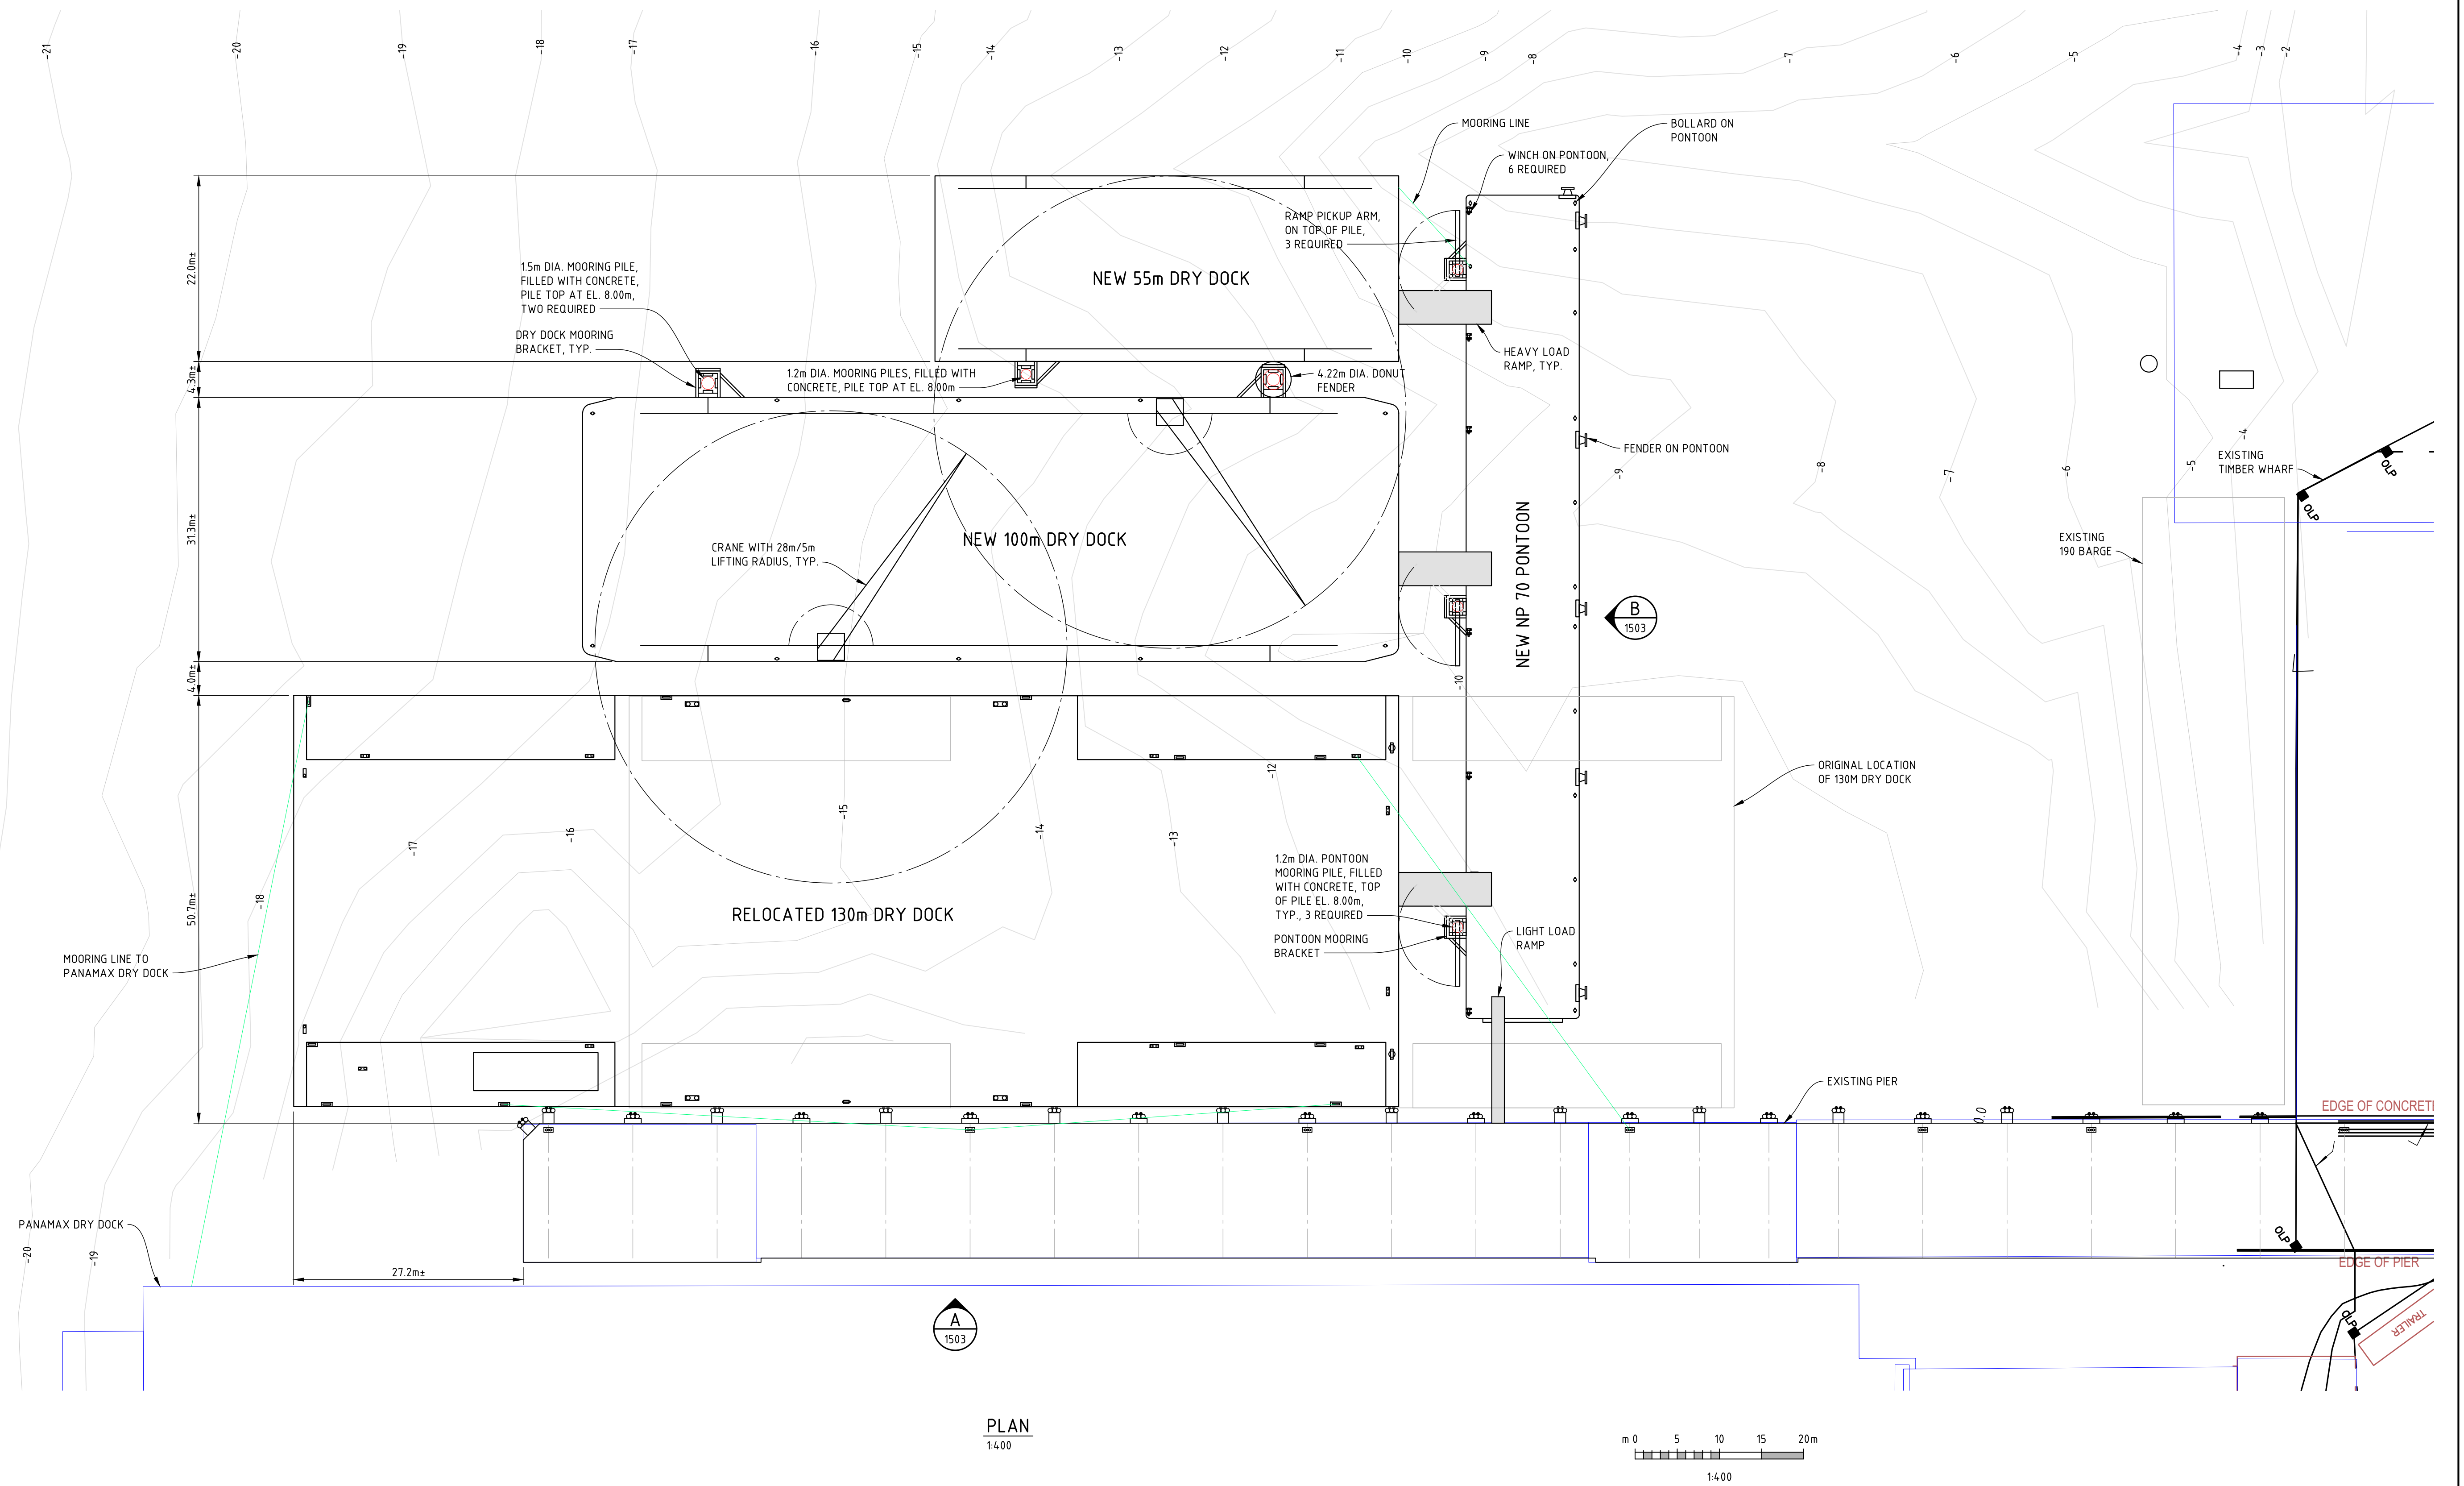 -21
-20
-19
-18
-17
-16
-15
-14
-13
-12
-11
-10
-9
-8
-7
-6
-5
-4
-3
-2
MOORING LINE
BOLLARD ON
PONTOON
WINCH ON PONTOON,
6 REQUIRED
RAMP PICKUP ARM,
ON TOP OF PILE,
3 REQUIRED
22.0m±
1.5m DIA. MOORING PILE,
FILLED WITH CONCRETE,
PILE TOP AT EL. 8.00m,
TWO REQUIRED
NEW 55m DRY DOCK
DRY DOCK MOORING
BRACKET, TYP.
HEAVY LOAD
RAMP, TYP.
4.3m±
1.2m DIA. MOORING PILES, FILLED WITH
CONCRETE, PILE TOP AT EL. 8.00m
4.22m DIA. DONUT
FENDER
FENDER ON PONTOON
-9
-8
-7
-6
-5
-4
EXISTING
TIMBER WHARF
OLP
OLP
31.3m±
NEW 100m DRY DOCK
CRANE WITH 28m/5m
LIFTING RADIUS, TYP.
NEW NP 70 PONTOON
EXISTING
190 BARGE
B
1503
4.0m±
-10
ORIGINAL LOCATION
OF 130M DRY DOCK
-12
-13
-14
-15
-16
-17
-18
50.7m±
1.2m DIA. PONTOON
MOORING PILE, FILLED
WITH CONCRETE, TOP
OF PILE EL. 8.00m,
TYP., 3 REQUIRED
RELOCATED 130m DRY DOCK
PONTOON MOORING
BRACKET
LIGHT LOAD
RAMP
MOORING LINE TO
PANAMAX DRY DOCK
EXISTING PIER
EDGE OF CONCRETE
0.0
PANAMAX DRY DOCK
-20
-19
27.2m±
OLP
EDGE OF PIER
OLP
TRAILER
A
1503
PLAN
1:400
m 0 5 10 15 20m
1:400